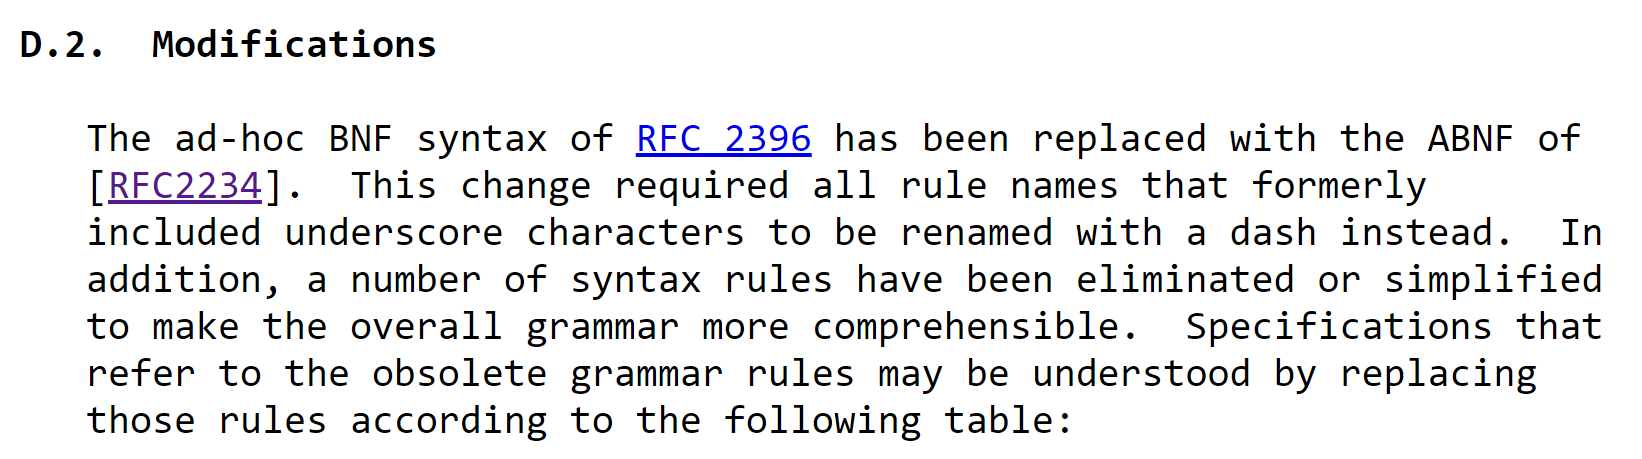 D.2.  Modifications
The ad-hoc BNF syntax of RFC 2396 has been replaced with the ABNF of
[RFC2234].  This change required all rule names that formerly
included underscore characters to be renamed with a dash instead.  In
addition, a number of syntax rules have been eliminated or simplified
to make the overall grammar more comprehensible.  Specifications that
refer to the obsolete grammar rules may be understood by replacing
those rules according to the following table: